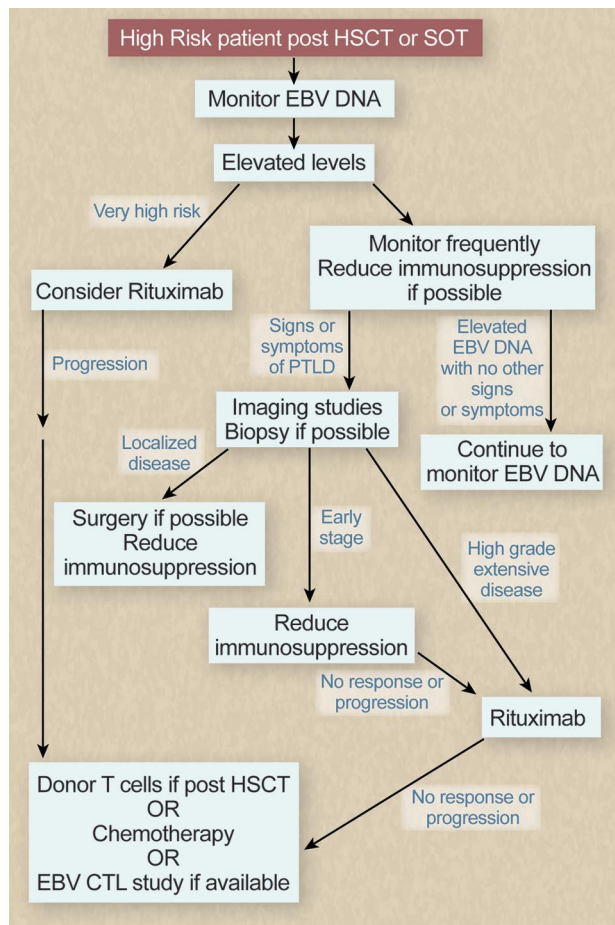 High Risk patient post HSCT or SOT
Monitor EBV DNA
Elevated levels
Very high risk
Consider Rituximab
Monitor frequently
Reduce immunosuppression
if possible
Progression
Signs or
symptoms
of PTLD
Elevated
EBV DNA
with no other
signs
or symptoms
Imaging studies
Biopsy if possible
Continue to
monitor EBV DNA
Localized
disease
Surgery if possible
Reduce
immunosuppression
Early
stage
High grade
extensive
disease
Reduce
immunosuppression
No response or
progression
Rituximab
Donor T cells if post HSCT
OR
Chemotherapy
OR
EBV CTL study if available
No response or
progression